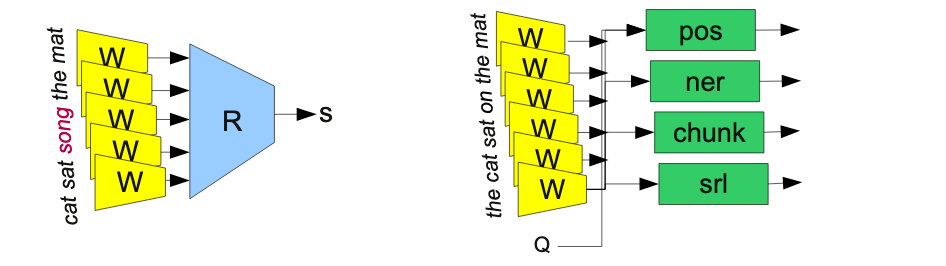 cat sat song the mat
W
W
W
W
W
R
S
the cat sat on the mat
W
W
W
W
W
W
pos
ner
chunk
srl
Q